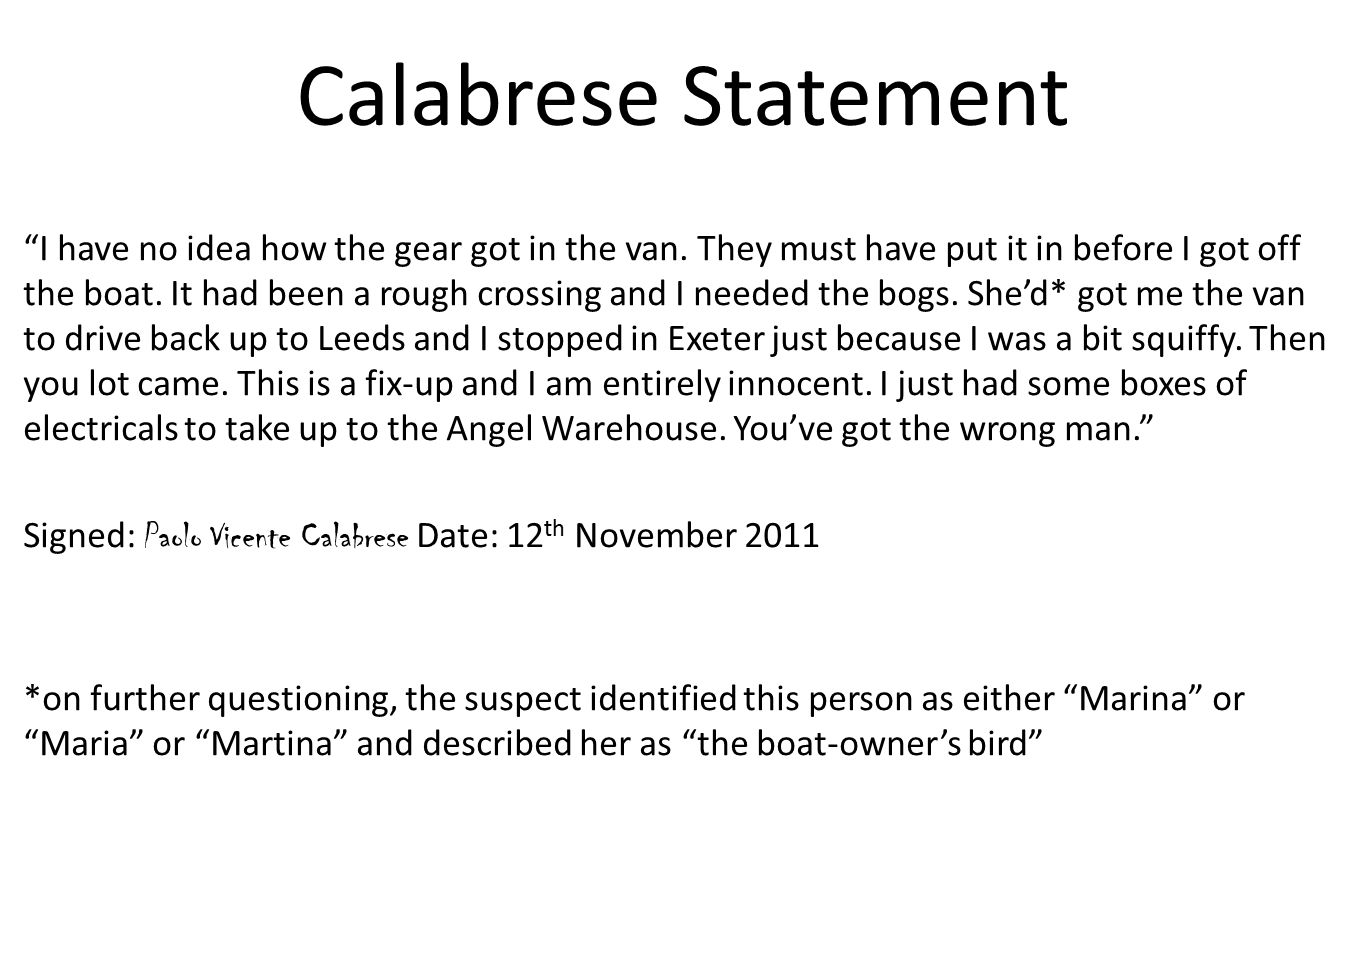 Calabrese Statement
“I have no idea how the gear got in the van. They must have put it in before I got off
the boat. It had been a rough crossing and I needed the bogs. She’d* got me the van
to drive back up to Leeds and I stopped in Exeter just because I was a bit squiffy. Then
you lot came. This is a fix-up and I am entirely innocent. I just had some boxes of
electricals to take up to the Angel Warehouse. You’ve got the wrong man.”
Signed: Paolo Vicente Calabrese Date: 12th November 2011
*on further questioning, the suspect identified this person as either “Marina” or
“Maria” or “Martina” and described her as “the boat-owner’s bird”